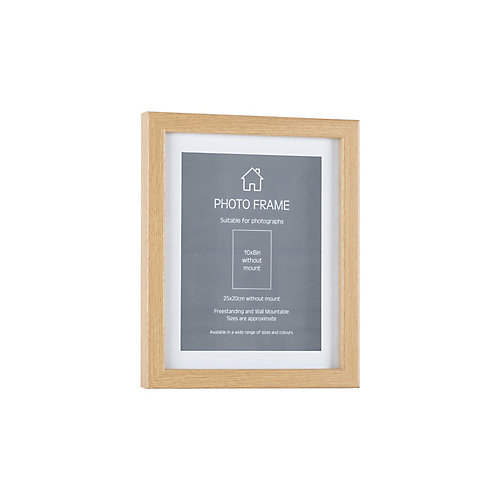 PHOTO FRAME
Suitable for photographs
10x8in
without
mount
25x20cm without mount
Freestanding and Wall Mountable
Sizes are approximate
Available in a wide range of sizes and colours